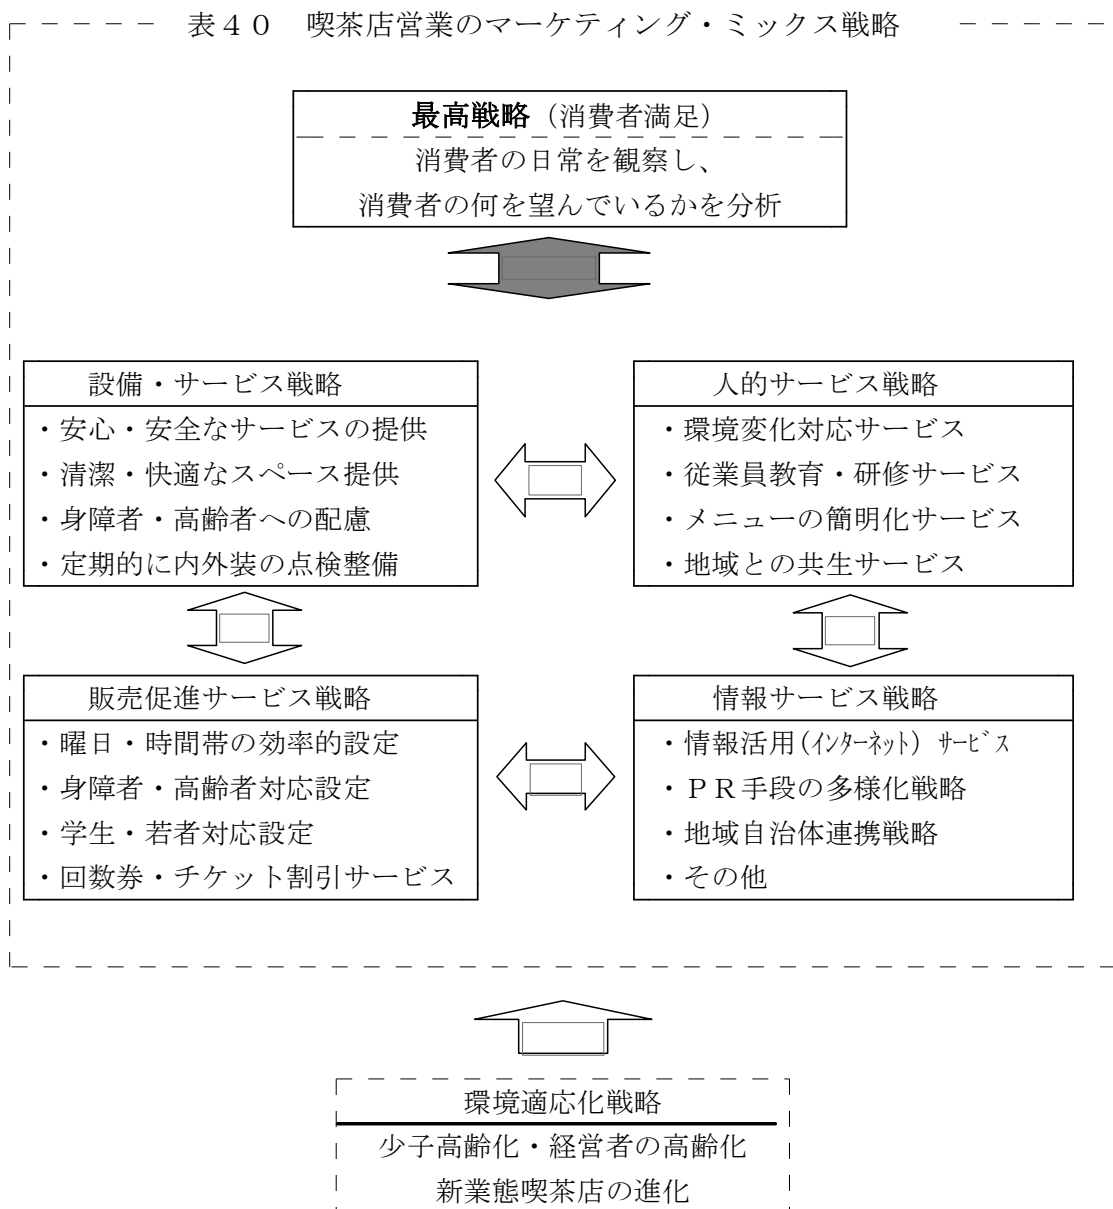 表４０　喫茶店営業のマーケティング・ミックス戦略
最高戦略（消費者満足）
消費者の日常を観察し、
消費者の何を望んでいるかを分析
設備・サービス戦略
・安心・安全なサービスの提供
・清潔・快適なスペース提供
・身障者・高齢者への配慮
・定期的に内外装の点検整備
人的サービス戦略
・環境変化対応サービス
・従業員教育・研修サービス
・メニューの簡明化サービス
・地域との共生サービス
販売促進サービス戦略
・曜日・時間帯の効率的設定
・身障者・高齢者対応設定
・学生・若者対応設定
・回数券・チケット割引サービス
情報サービス戦略
・情報活用(ｲﾝﾀｰﾈｯﾄ) ｻｰﾋﾞｽ
・ＰＲ手段の多様化戦略
・地域自治体連携戦略
・その他
環境適応化戦略
少子高齢化・経営者の高齢化
新業態喫茶店の進化